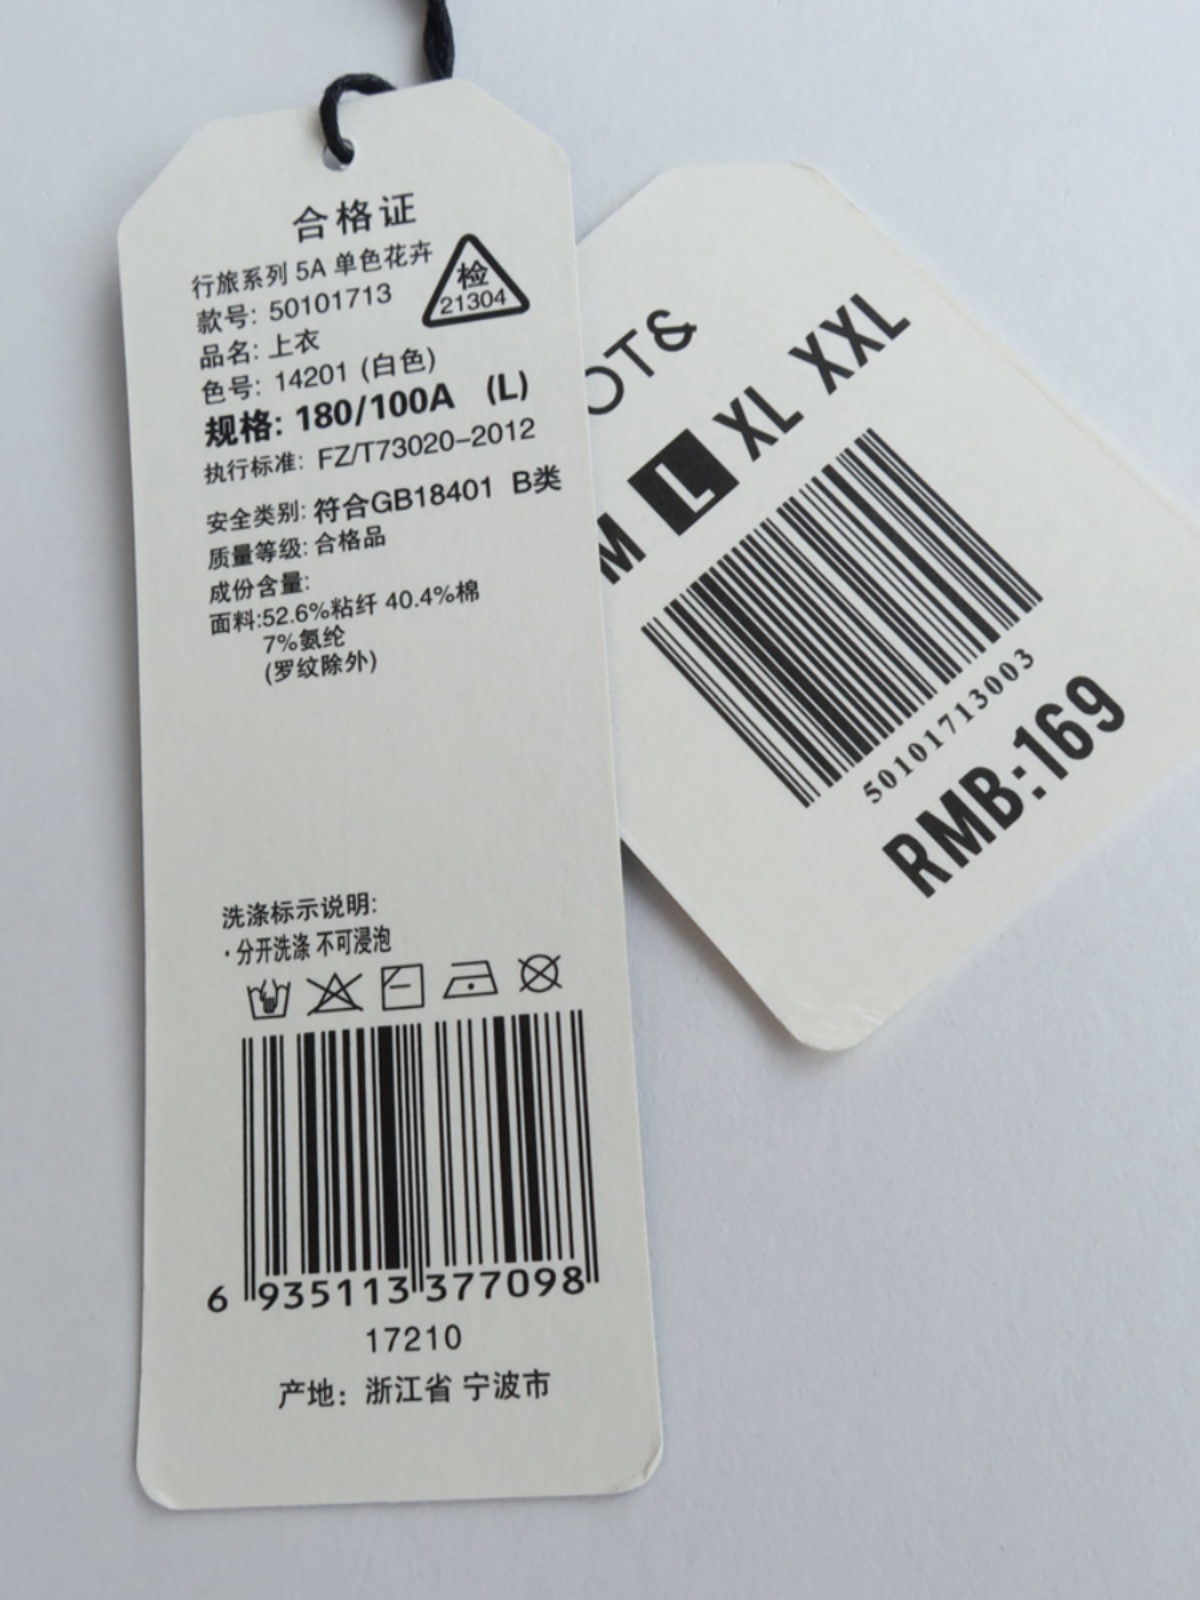 合格证
行旅系列 5A 单色花卉
检
21304
款号: 50101713
品名: 上衣
色号: 14201 (白色)
规格: 180/100A (L)
执行标准: FZ/T73020-2012
安全类别: 符合GB18401 B类
质量等级: 合格品
成份含量:
面料:52.6%粘纤 40.4%棉
7%氨纶
(罗纹除外)
洗涤标示说明:
·分开洗涤 不可浸泡
6 935113 377098
17210
产地: 浙江省 宁波市
OT&
M L XL XXL
50101713003
RMB:169